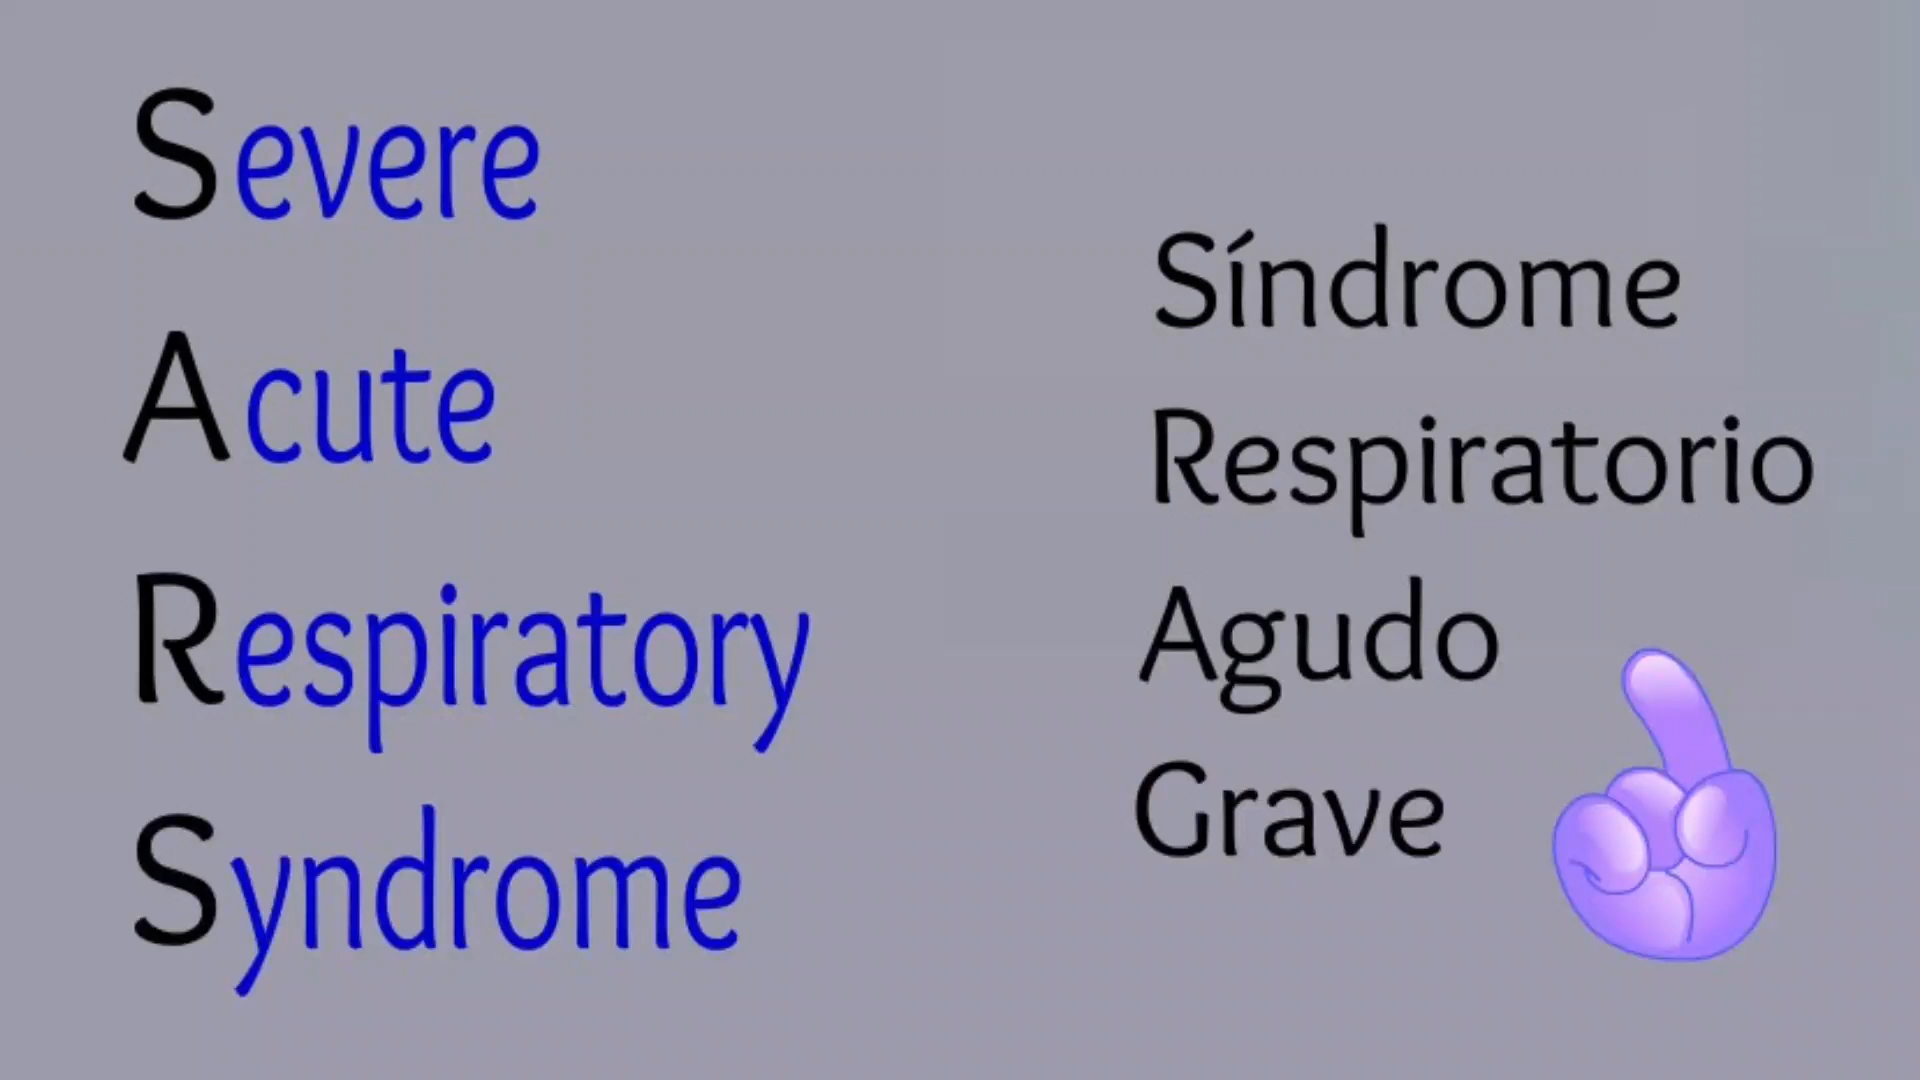 Severe
Acute
Respiratory
Syndrome
Síndrome
Respiratorio
Agudo
Grave